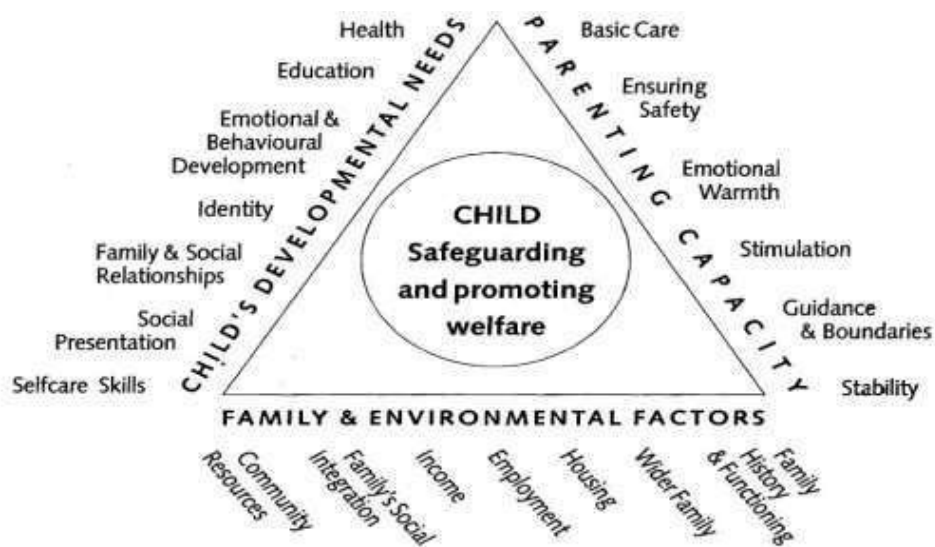 Health
Education
Emotional &
Behavioural
Development
Identity
Family & Social
Relationships
Social
Presentation
Selfcare Skills
CHILD'S DEVELOPMENTAL NEEDS
CHILD
Safeguarding
and promoting
welfare
PARENTING CAPACITY
Basic Care
Ensuring
Safety
Emotional
Warmth
Stimulation
Guidance
& Boundaries
Stability
FAMILY & ENVIRONMENTAL FACTORS
Community
Resources
Family's Social
Integration
Income
Employment
Housing
Wider Family
Family
History
& Functioning